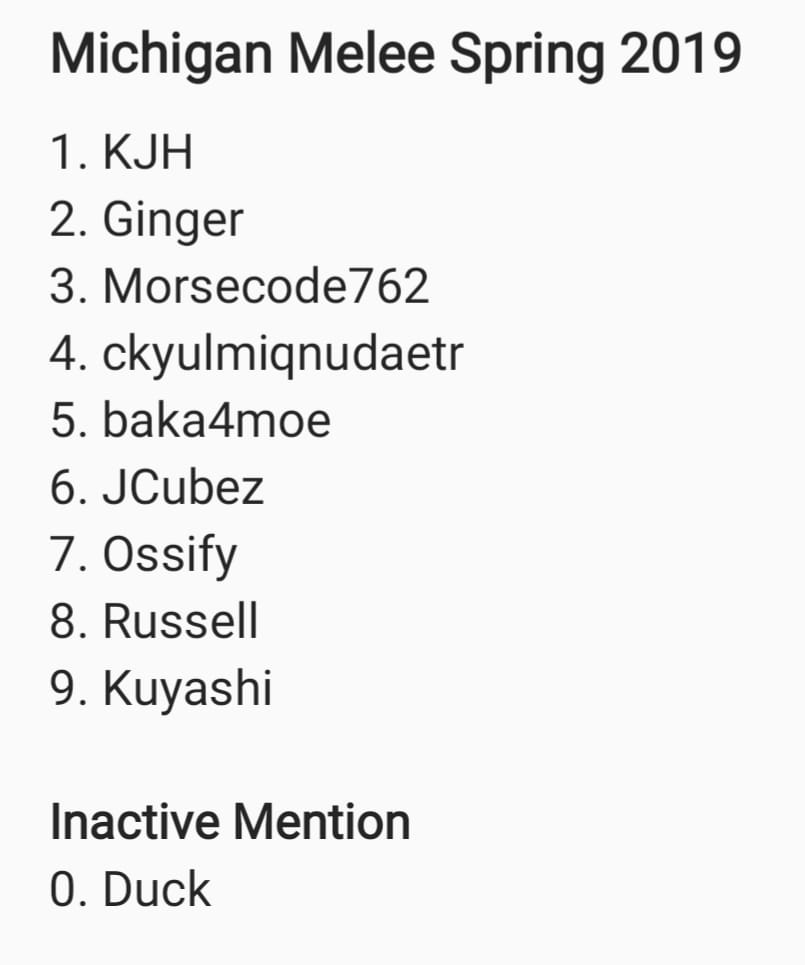 Michigan Melee Spring 2019
1. KJH
2. Ginger
3. Morsecode762
4. ckyulmiqnudaetr
5. baka4moe
6. JCubez
7. Ossify
8. Russell
9. Kuyashi
Inactive Mention
0. Duck